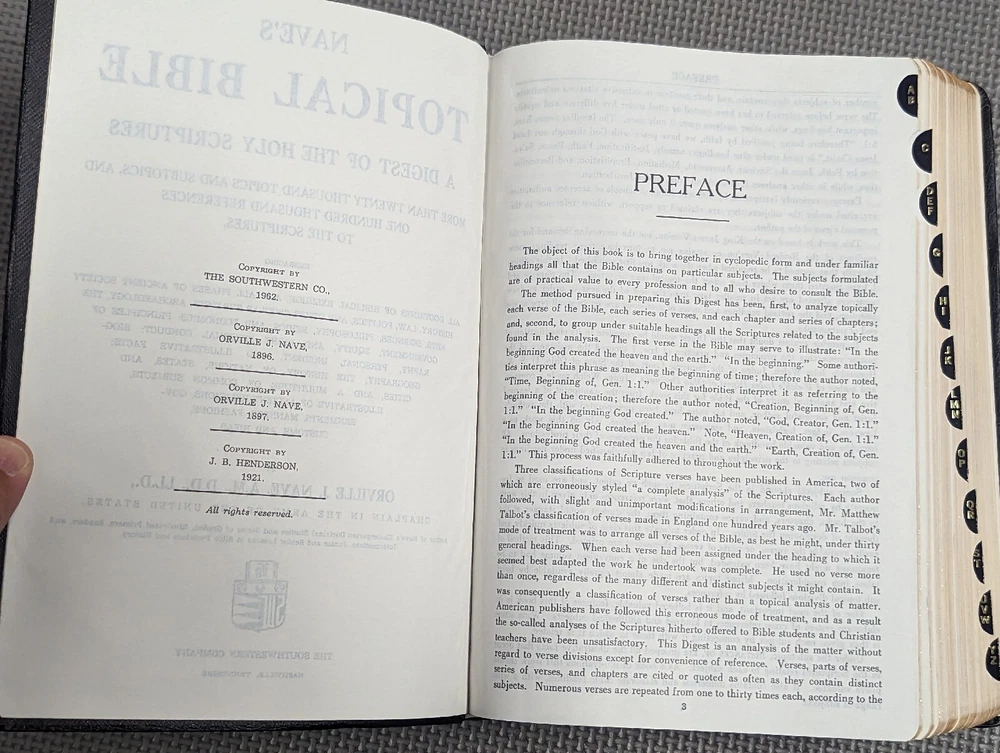 COPYRIGHT BY
THE SOUTHWESTERN CO.,
1962.
COPYRIGHT BY
ORVILLE J. NAVE,
1896.
COPYRIGHT BY
ORVILLE J. NAVE,
1897.
COPYRIGHT BY
J. B. HENDERSON,
1921.
All rights reserved.
PREFACE
The object of this book is to bring together in cyclopedic form and under familiar
headings all that the Bible contains on particular subjects. The subjects formulated
are of practical value to every profession and to all who desire to consult the Bible.
The method pursued in preparing this Digest has been, first, to analyze topically
each verse of the Bible, each series of verses, and each chapter and series of chapters;
and, second, to group under suitable headings all the Scriptures related to the subjects
found in the analysis. The first verse in the Bible may serve to illustrate: "In the
beginning God created the heaven and the earth." "In the beginning." Some authori-
ties interpret this phrase as meaning the beginning of time; therefore the author noted,
"Time, Beginning of, Gen. 1:1." Other authorities interpret it as referring to the
beginning of the creation; therefore the author noted, "Creation, Beginning of, Gen.
1:1." "In the beginning God created." The author noted, "God, Creator, Gen. 1:1."
"In the beginning God created the heaven." Note, "Heaven, Creation of, Gen. 1:1."
"In the beginning God created the heaven and the earth." "Earth, Creation of, Gen.
1:1." This process was faithfully adhered to throughout the work.
Three classifications of Scripture verses have been published in America, two of
which are erroneously styled "a complete analysis" of the Scriptures. Each author
followed, with slight and unimportant modifications in arrangement, Mr. Matthew
Talbot's classification of verses made in England one hundred years ago. Mr. Talbot's
mode of treatment was to arrange all verses of the Bible, as best he might, under thirty
general headings. When each verse had been assigned under the heading to which it
seemed best adapted the work he undertook was complete. He used no verse more
than once, regardless of the many different and distinct subjects it might contain. It
was consequently a classification of verses rather than a topical analysis of matter.
American publishers have followed this erroneous mode of treatment, and as a result
the so-called analyses of the Scriptures hitherto offered to Bible students and Christian
teachers have been unsatisfactory. This Digest is an analysis of the matter without
regard to verse divisions except for convenience of reference. Verses, parts of verses,
series of verses, and chapters are cited or quoted as often as they contain distinct
subjects. Numerous verses are repeated from one to thirty times each, according to the
3
AB
C
DEF
G
HI
JK
LMN
OP
QR
ST